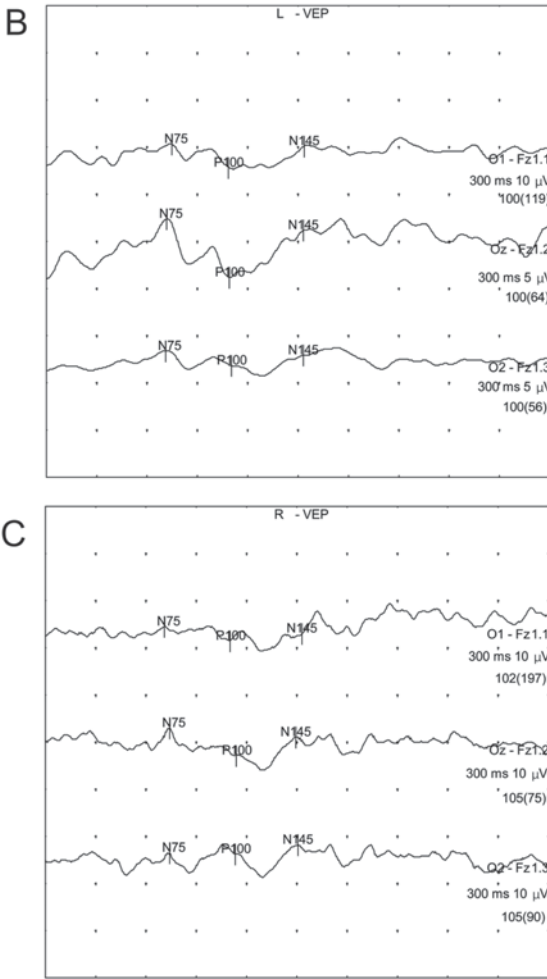 B
L - VEP
N75 P100 N145
O1 - Fz1.1
300 ms 10 µV
100(119)
N75 P100 N145
Oz - Fz1.2
300 ms 5 µV
100(64)
N75 P100 N145
O2 - Fz1.3
300 ms 5 µV
100(56)
C
R - VEP
N75 P100 N145
O1 - Fz1.1
300 ms 10 µV
102(197)
N75 P100 N145
Oz - Fz1.2
300 ms 10 µV
105(75)
N75 P100 N145
O2 - Fz1.3
300 ms 10 µV
105(90)